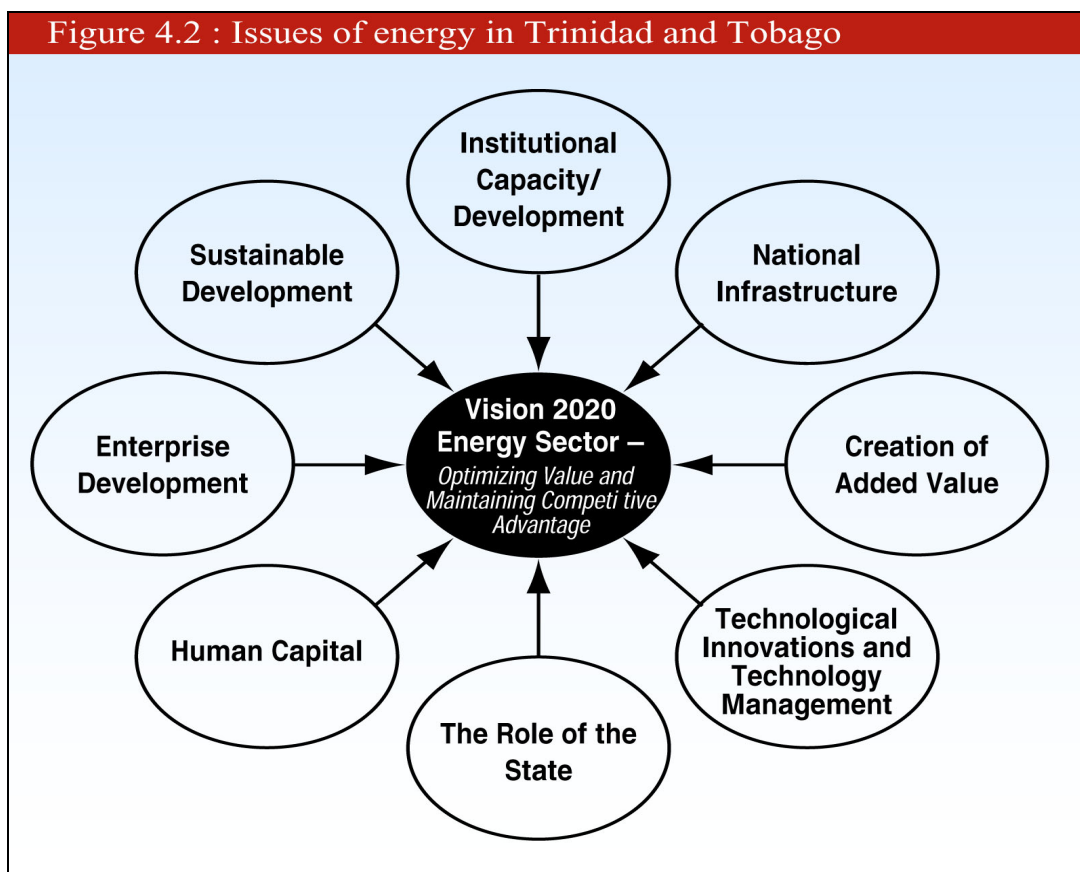 Figure 4.2 : Issues of energy in Trinidad and Tobago
Institutional
Capacity/
Development
Sustainable
Development
National
Infrastructure
Enterprise
Development
Vision 2020
Energy Sector –
Optimizing Value and
Maintaining Competi tive
Advantage
Creation of
Added Value
Human Capital
Technological
Innovations and
Technology
Management
The Role of the
State